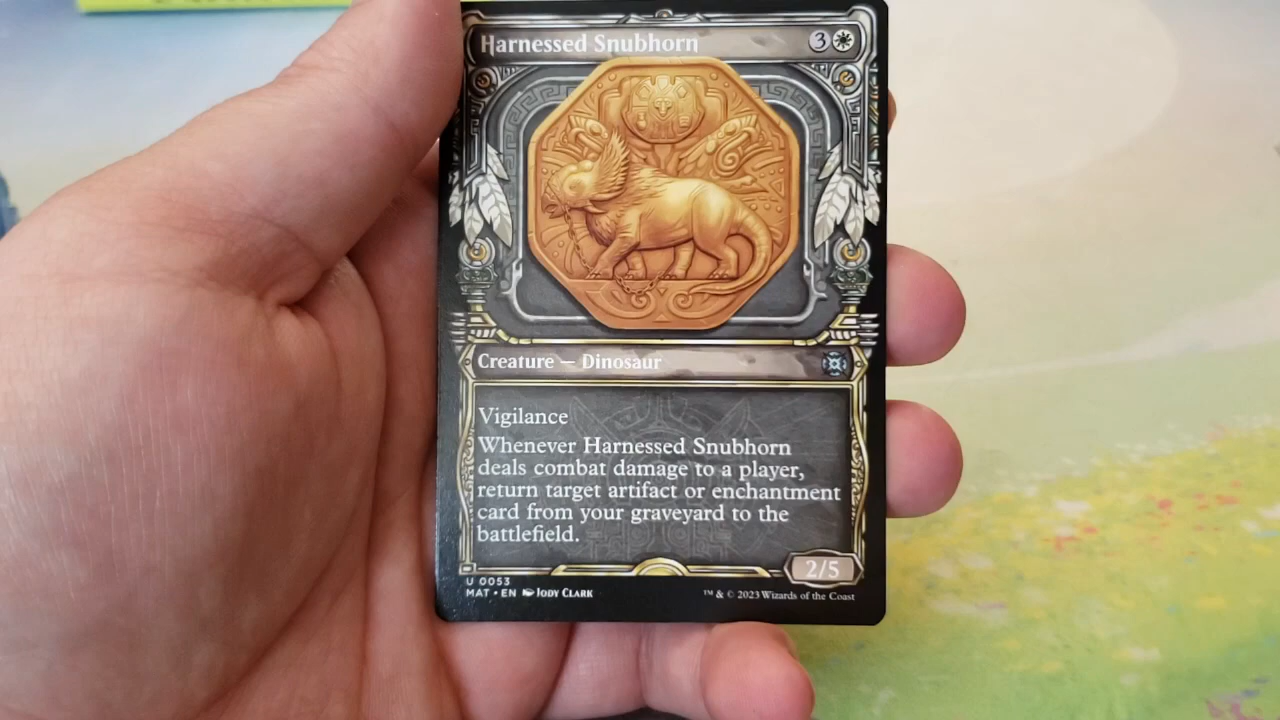 Harnessed Snubhorn 3
Creature — Dinosaur
Vigilance
Whenever Harnessed Snubhorn
deals combat damage to a player,
return target artifact or enchantment
card from your graveyard to the
battlefield.
2/5
U 0053
MAT • EN Jody Clark
™ & © 2023 Wizards of the Coast